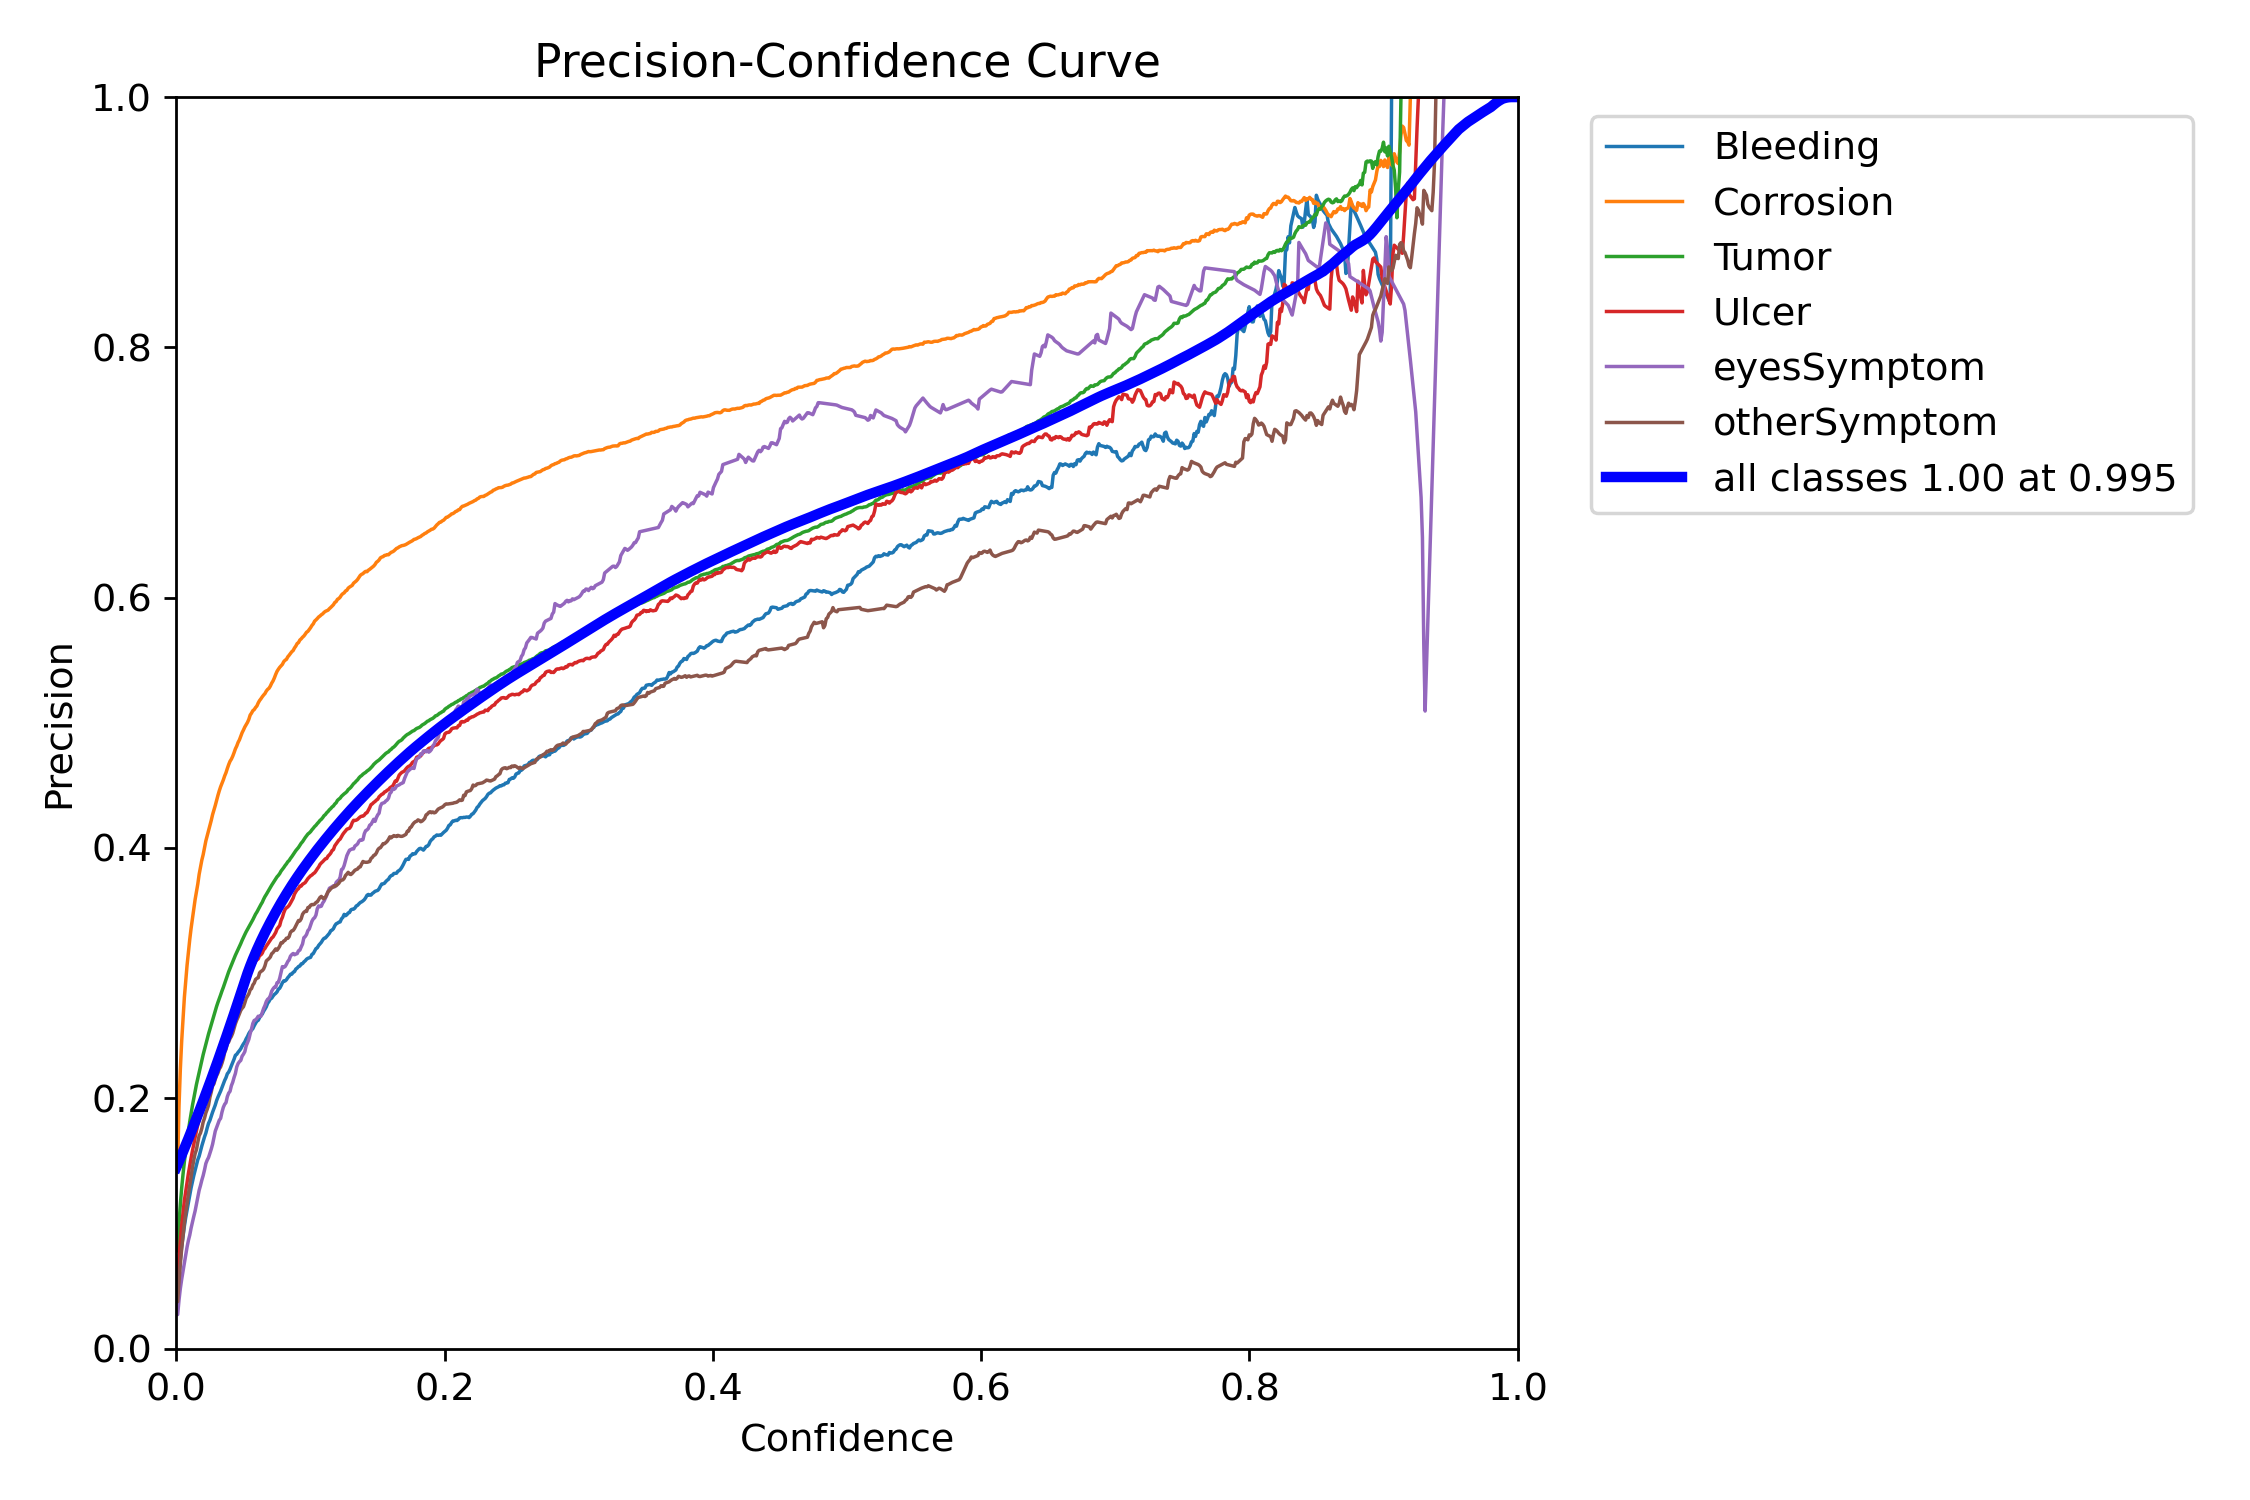 Precision-Confidence Curve
1.0
0.8
0.6
0.4
0.2
0.0
Precision
0.0 0.2 0.4 0.6 0.8 1.0
Confidence
Bleeding
Corrosion
Tumor
Ulcer
eyesSymptom
otherSymptom
all classes 1.00 at 0.995